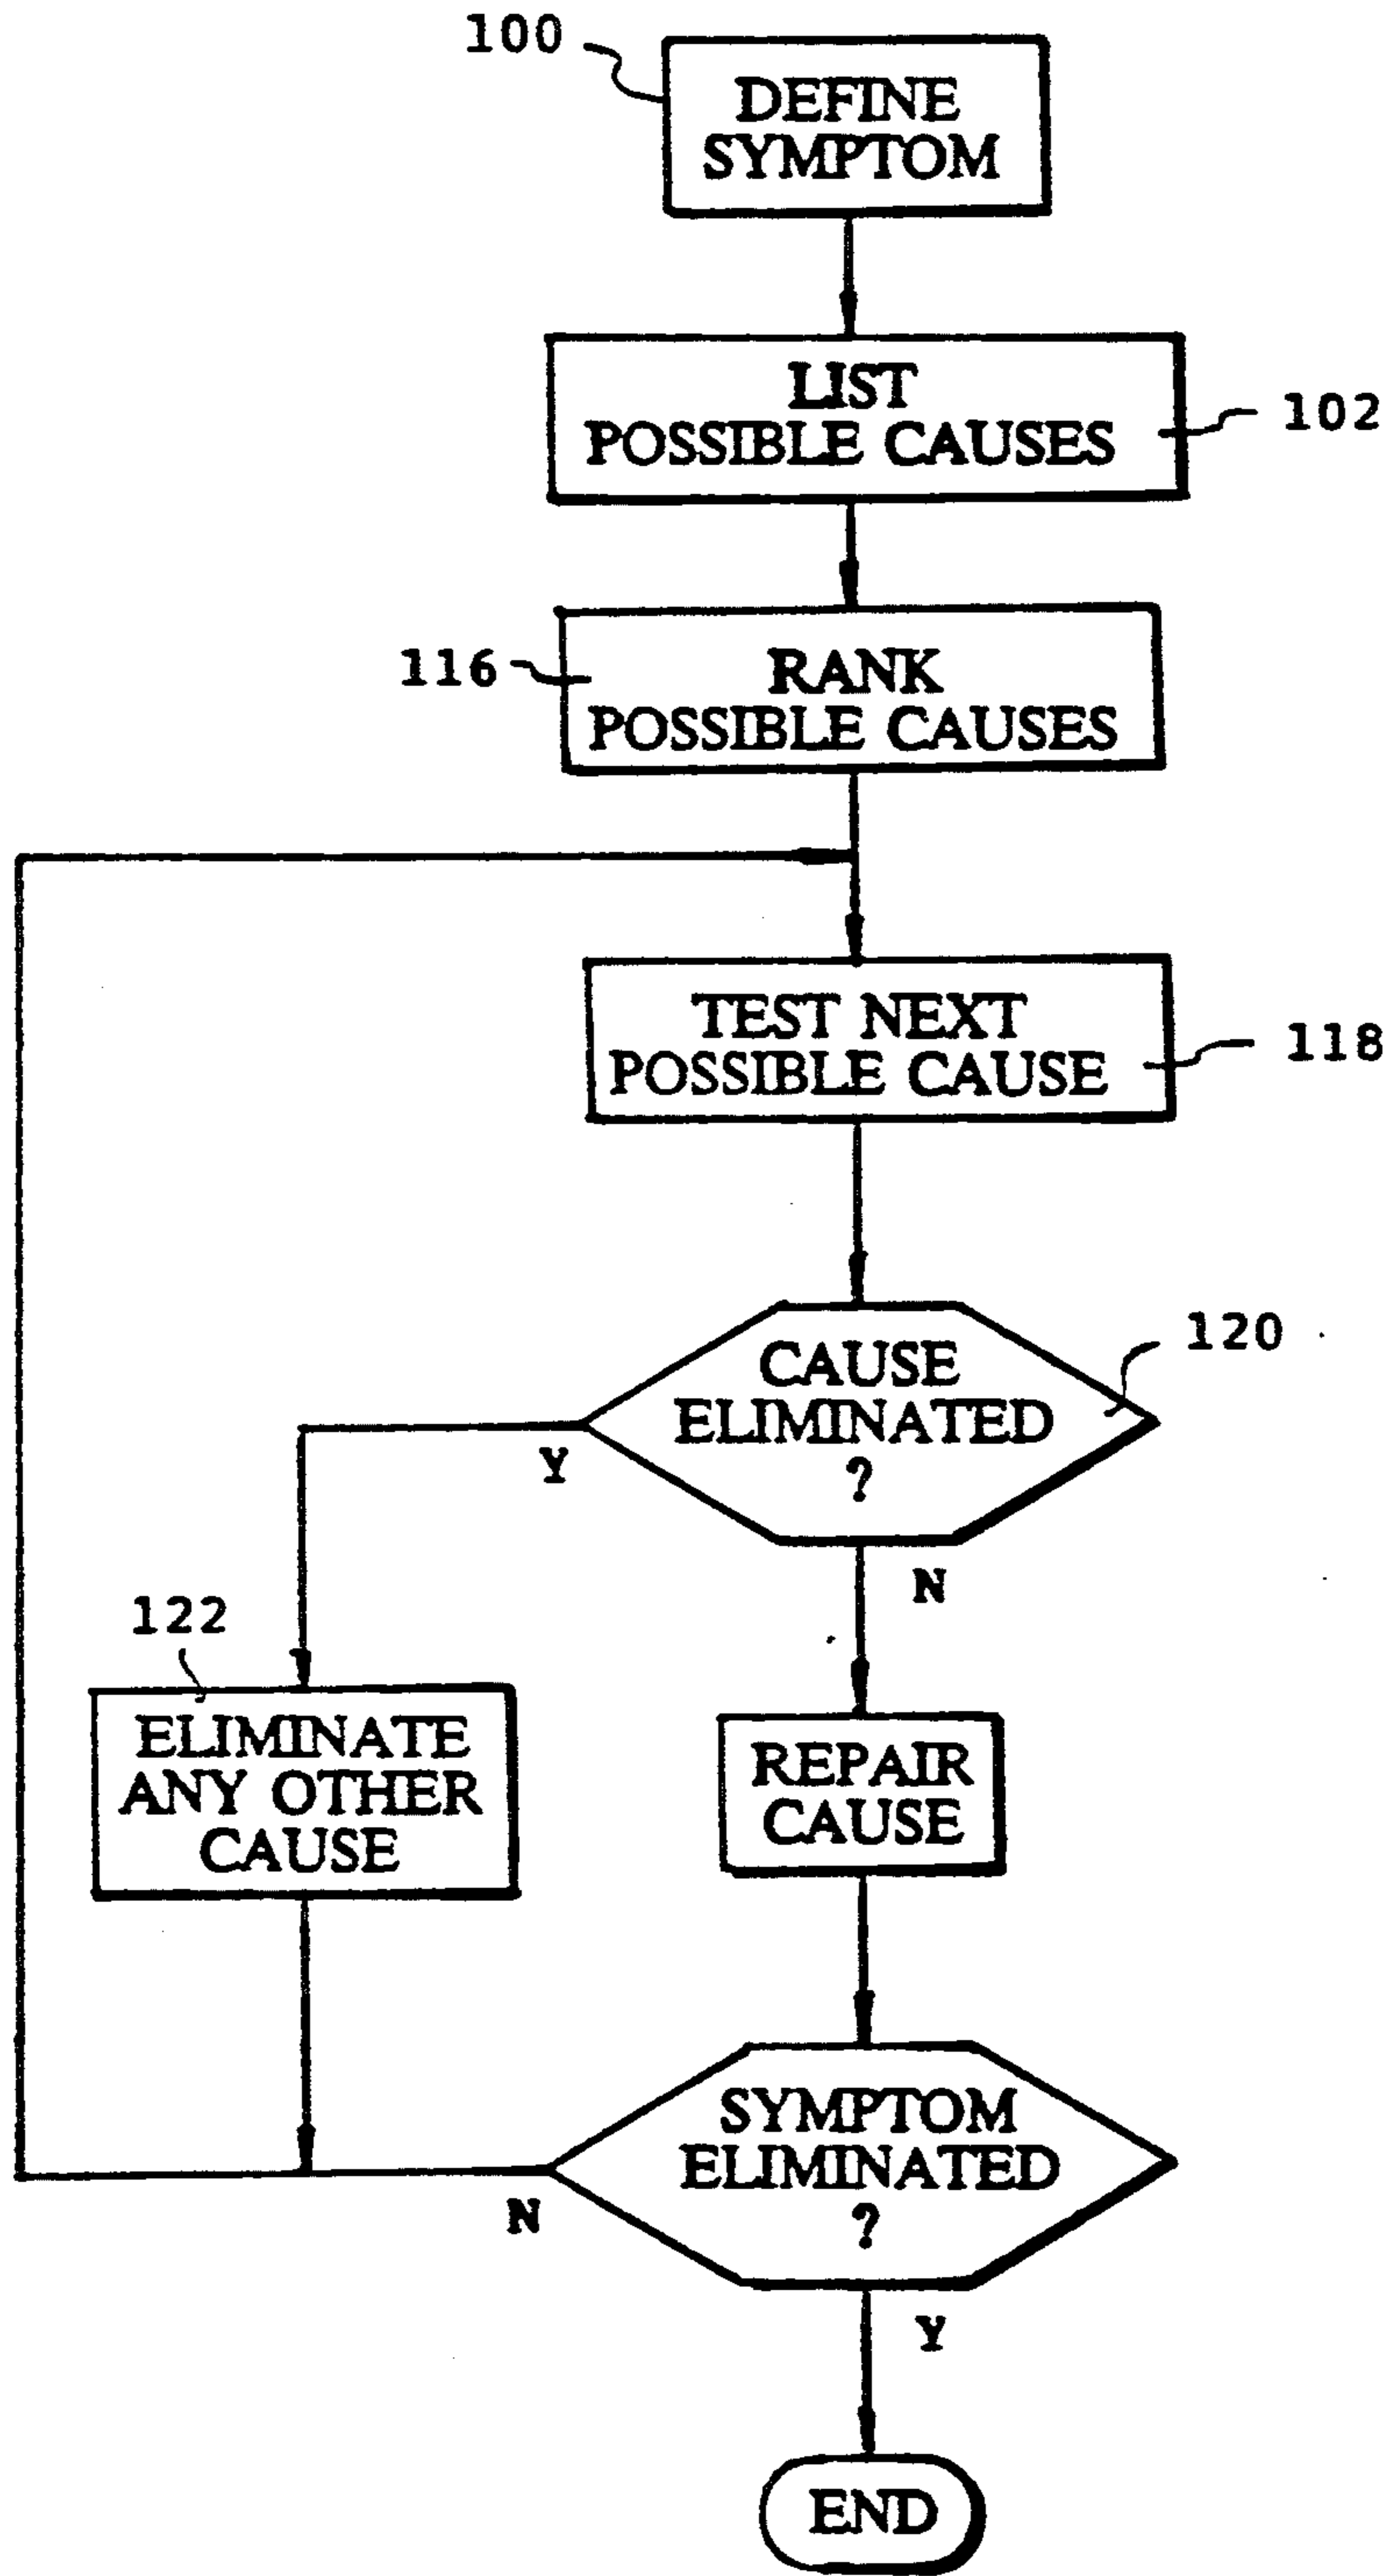 100
DEFINE
SYMPTOM
LIST
POSSIBLE CAUSES
102
116
RANK
POSSIBLE CAUSES
TEST NEXT
POSSIBLE CAUSE
118
CAUSE
ELIMINATED
?
120
Y
N
122
ELIMINATE
ANY OTHER
CAUSE
REPAIR
CAUSE
SYMPTOM
ELIMINATED
?
N
Y
END